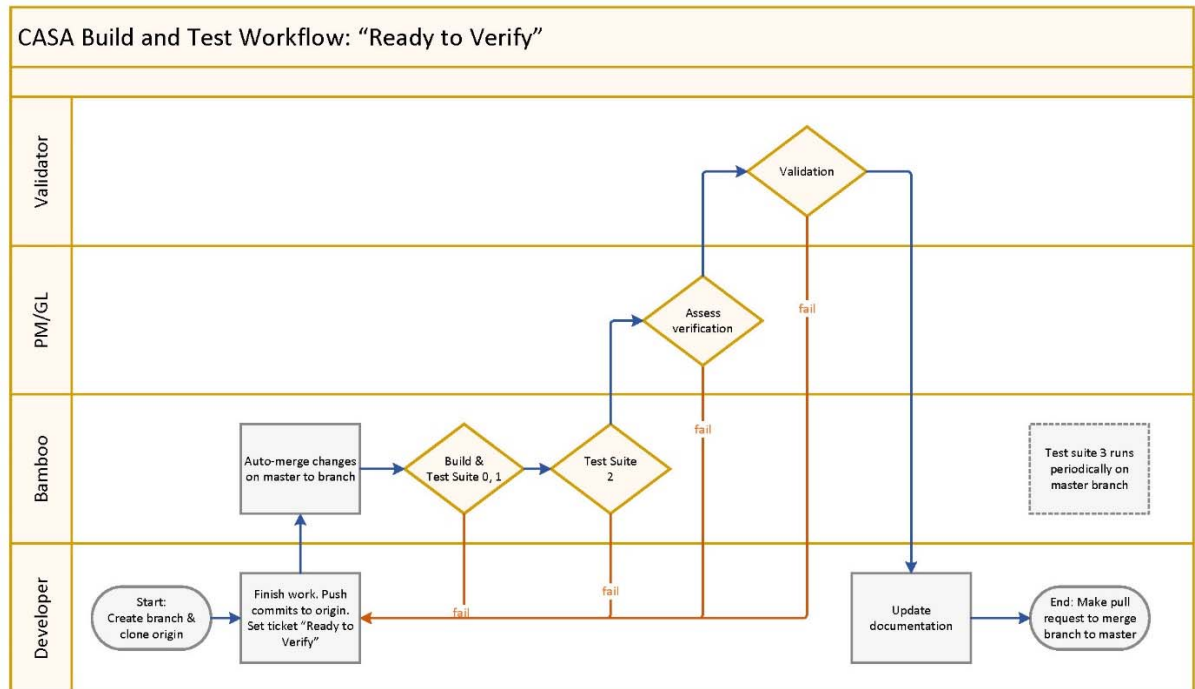 CASA Build and Test Workflow: “Ready to Verify”
Validator
Validation
fail
PM/GL
Assess
verification
fail
Bamboo
Auto-merge changes
on master to branch
Build &
Test Suite 0, 1
Test Suite
2
Test suite 3 runs
periodically on
master branch
Developer
Start:
Create branch &
clone origin
Finish work. Push
commits to origin.
Set ticket “Ready to
Verify”
fail
fail
Update
documentation
End: Make pull
request to merge
branch to master